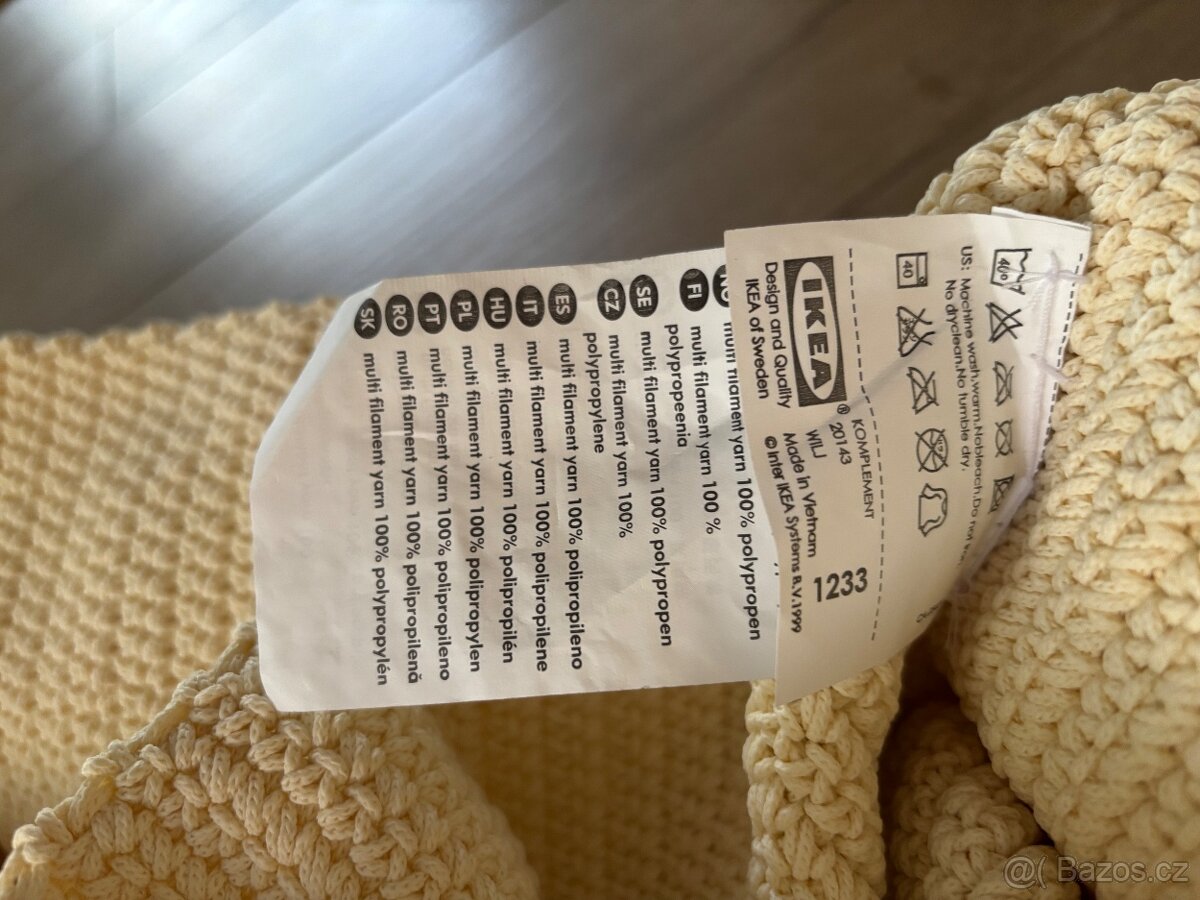 40°
US: Machine wash,warm.Nobleach.Do not
No dryclean.No tumble dry.
40
KOMPLEMENT
IKEA® 20143 1233
WILJ
Design and Quality Made in Vietnam
IKEA of Sweden ©Inter IKEA Systems B.V.1999
NO multi filament yarn 100% polypropen
FI multi filament yarn 100 %
polypropeenia
SE multi filament yarn 100% polypropen
CZ multi filament yarn 100%
polypropylene
ES multi filament yarn 100% polipropileno
IT multi filament yarn 100% polipropilene
HU multi filament yarn 100% polipropilén
PL multi filament yarn 100% polipropylen
PT multi filament yarn 100% polipropileno
RO multi filament yarn 100% polipropilenă
SK multi filament yarn 100% polypropylén
@( Bazos.cz